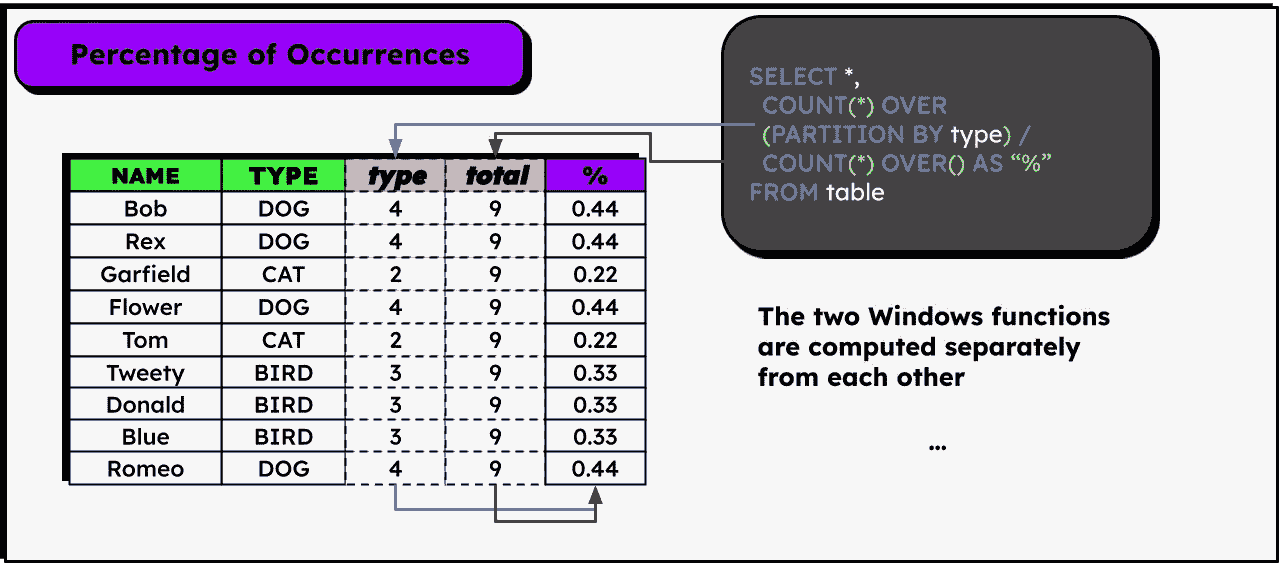 Percentage of Occurrences
SELECT *,
COUNT(*) OVER
(PARTITION BY type) /
COUNT(*) OVER() AS “%”
FROM table
NAME TYPE type total %
Bob DOG 4 9 0.44
Rex DOG 4 9 0.44
Garfield CAT 2 9 0.22
Flower DOG 4 9 0.44
Tom CAT 2 9 0.22
Tweety BIRD 3 9 0.33
Donald BIRD 3 9 0.33
Blue BIRD 3 9 0.33
Romeo DOG 4 9 0.44
The two Windows functions
are computed separately
from each other
...